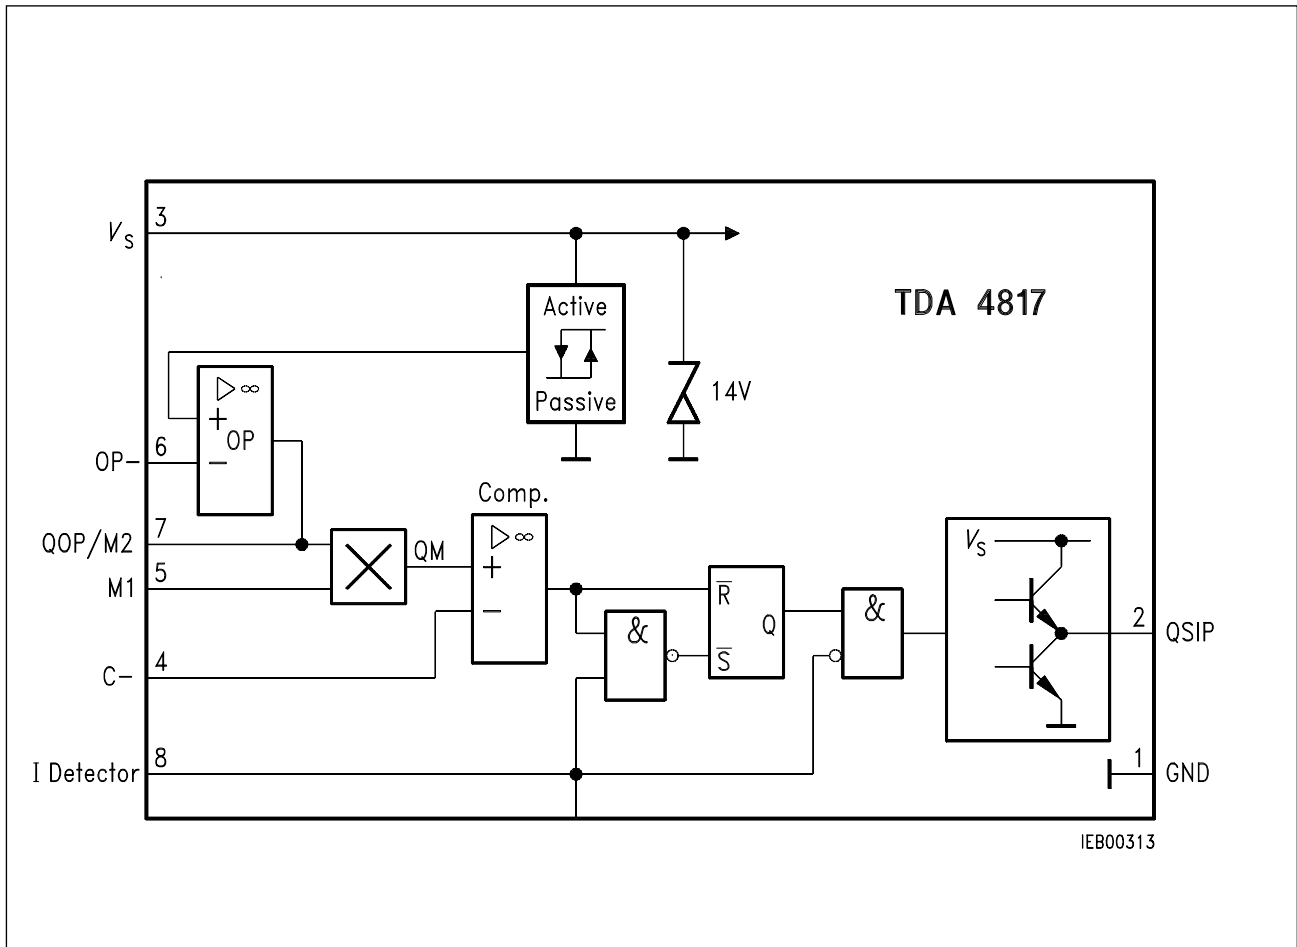 V_S
3
Active
Passive
TDA 4817
14V
▷ ∞
+
OP
OP−
6
−
Comp.
QOP/M2
7
QM
▷ ∞
+
V_S
M1
5
R̅
&
&
−
Q
2
QSIP
C−
4
S̅
I Detector
8
1
GND
IEB00313